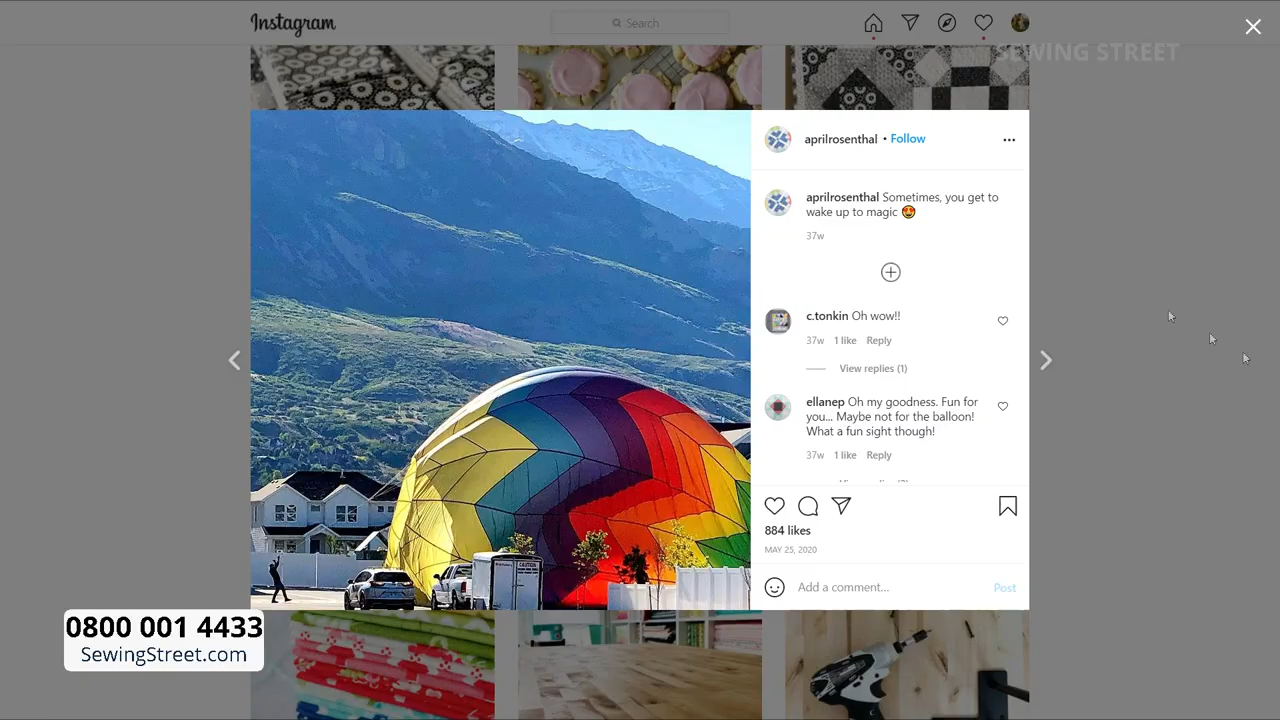 Instagram
Search
SEWING STREET
aprilrosenthal • Follow
aprilrosenthal Sometimes, you get to
wake up to magic 😍
37w
c.tonkin Oh wow!!
37w 1 like Reply
View replies (1)
ellanep Oh my goodness. Fun for
you... Maybe not for the balloon!
What a fun sight though!
37w 1 like Reply
884 likes
MAY 25, 2020
Add a comment...
Post
CAUTION
0800 001 4433
SewingStreet.com